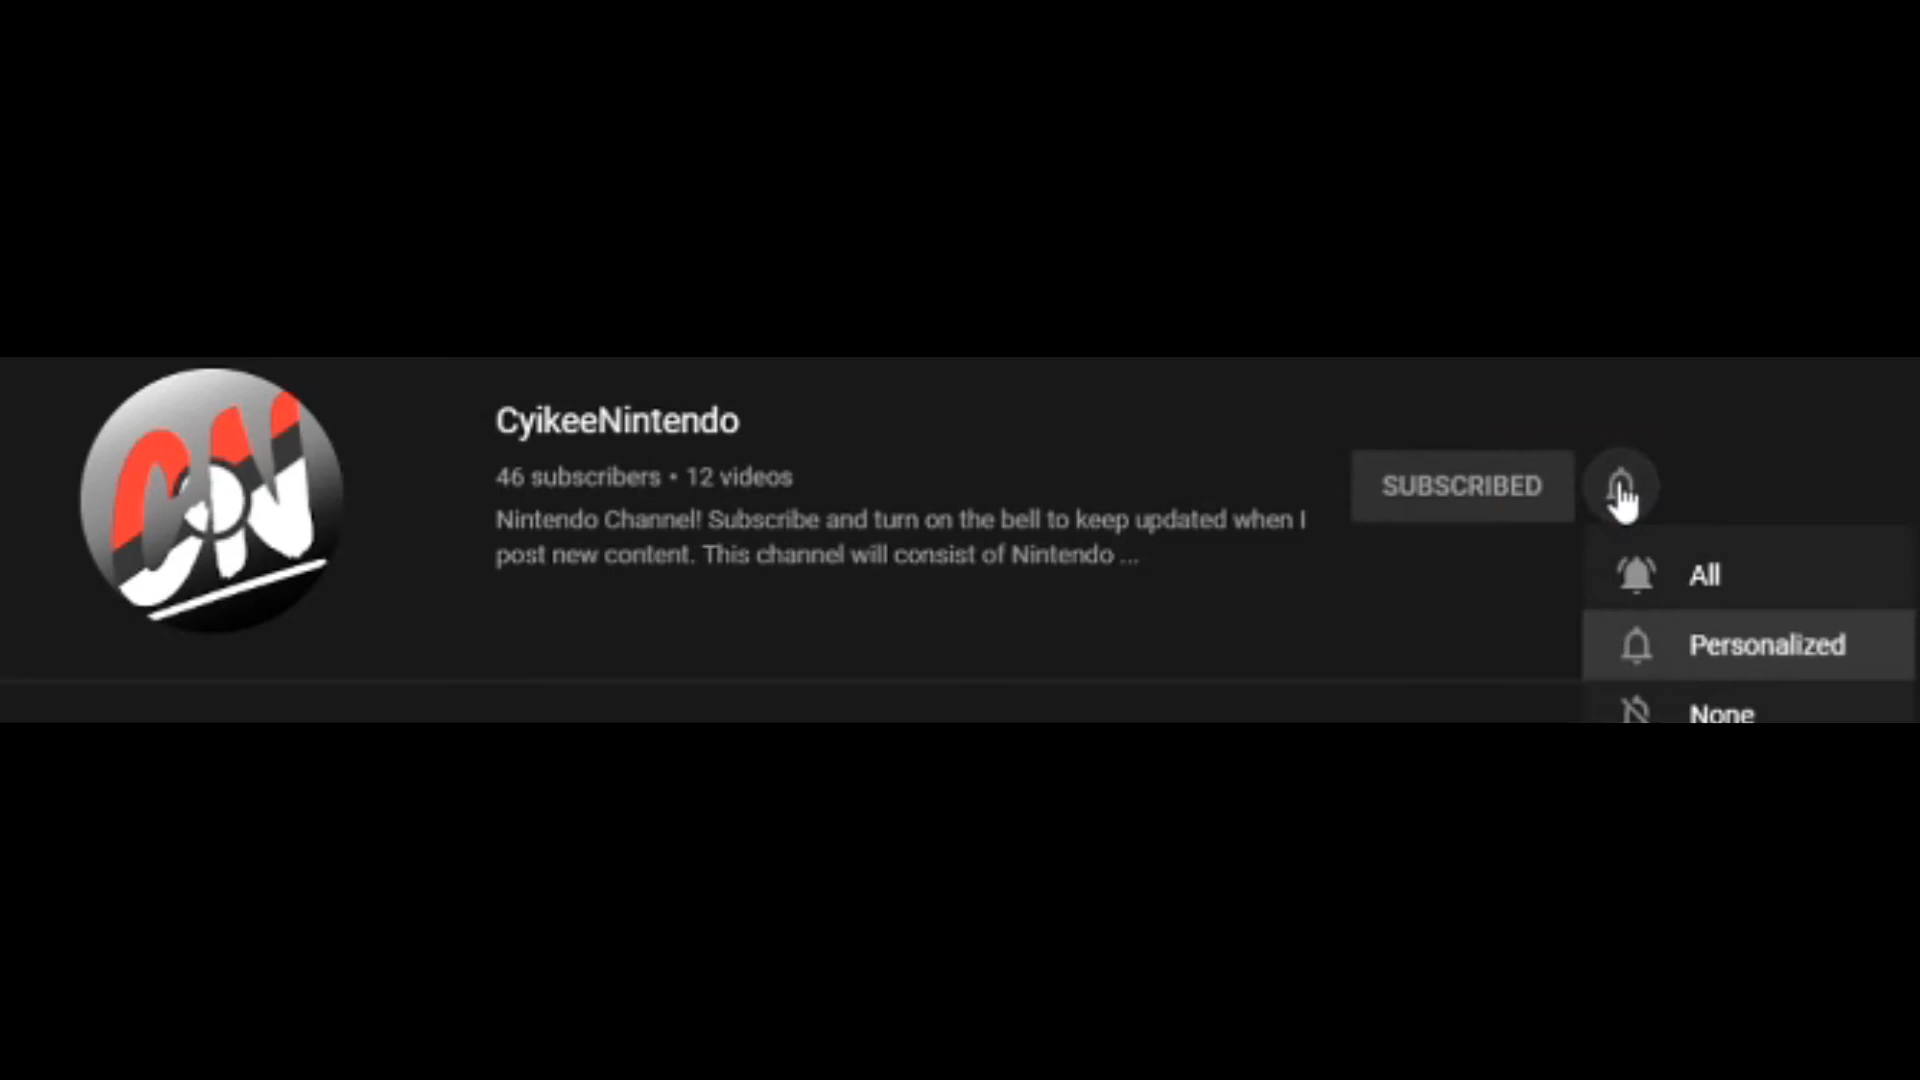 CN
CyikeeNintendo
46 subscribers • 12 videos
Nintendo Channel! Subscribe and turn on the bell to keep updated when I
post new content. This channel will consist of Nintendo ...
SUBSCRIBED
All
Personalized
None